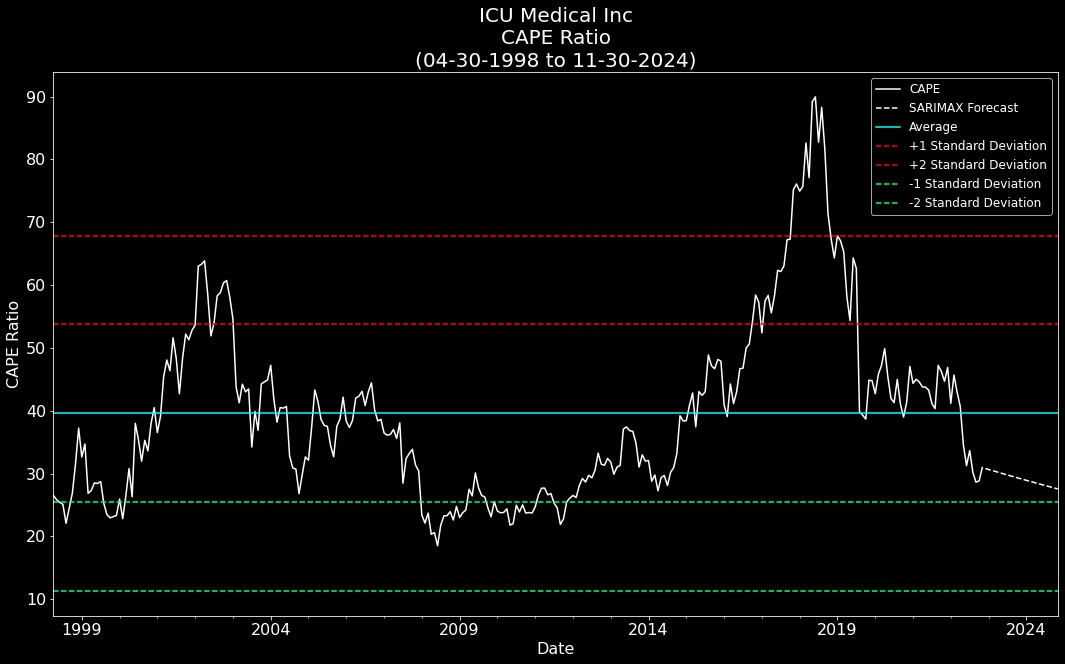 ICU Medical Inc
CAPE Ratio
(04-30-1998 to 11-30-2024)
CAPE
SARIMAX Forecast
Average
+1 Standard Deviation
+2 Standard Deviation
-1 Standard Deviation
-2 Standard Deviation
CAPE Ratio
90
80
70
60
50
40
30
20
10
1999 2004 2009 2014 2019 2024
Date